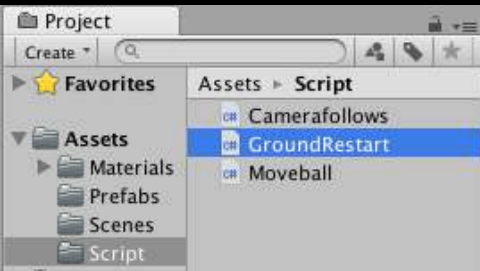 Project
Create
Favorites
Assets ▸ Script
C# Camerafollows
Assets
C# GroundRestart
Materials
C# Moveball
Prefabs
Scenes
Script